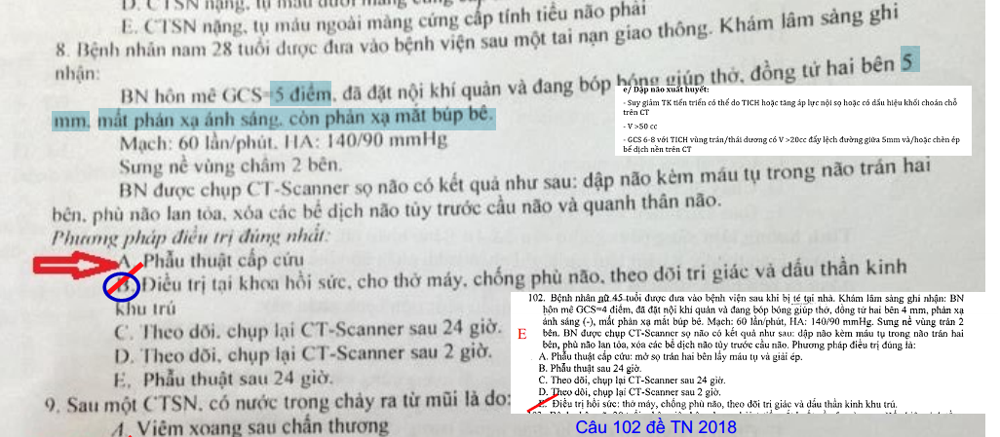 D. CTSN nặng, tụ máu dưới màng cứng cấp
E. CTSN nặng, tụ máu ngoài màng cứng cấp tính tiểu não phải
8. Bệnh nhân nam 28 tuổi được đưa vào bệnh viện sau một tai nạn giao thông. Khám lâm sàng ghi
nhận:
BN hôn mê GCS=5 điểm, đã đặt nội khí quản và đang bóp bóng giúp thở, đồng tử hai bên 5
mm, mất phản xạ ánh sáng, còn phản xạ mắt búp bê.
Mạch: 60 lần/phút, HA: 140/90 mmHg
Sưng nề vùng chẩm 2 bên.
BN được chụp CT-Scanner sọ não có kết quả như sau: dập não kèm máu tụ trong não trán hai
bên, phù não lan tỏa, xóa các bể dịch não tủy trước cầu não và quanh thân não.
Phương pháp điều trị đúng nhất:
A. Phẫu thuật cấp cứu
B. Điều trị tại khoa hồi sức, cho thở máy, chống phù não, theo dõi tri giác và dấu thần kinh
khu trú
C. Theo dõi, chụp lại CT-Scanner sau 24 giờ.
D. Theo dõi, chụp lại CT-Scanner sau 2 giờ.
E. Phẫu thuật sau 24 giờ.
9. Sau một CTSN, có nước trong chảy ra từ mũi là do:
A. Viêm xoang sau chấn thương
e/ Dập não xuất huyết:
- Suy giảm TK tiến triển có thể do TICH hoặc tăng áp lực nội sọ hoặc có dấu hiệu khối choán chỗ
trên CT
- V >50 cc
- GCS 6-8 với TICH vùng trán/thái dương có V >20cc đẩy lệch đường giữa 5mm và/hoặc chèn ép
bể dịch nền trên CT
102. Bệnh nhân nữ 45 tuổi được đưa vào bệnh viện sau khi bị té tại nhà. Khám lâm sàng ghi nhận: BN
hôn mê GCS=4 điểm, đã đặt nội khí quản và đang bóp bóng giúp thở, đồng tử hai bên 4 mm, phản xạ
ánh sáng (-), mất phản xạ mắt búp bê. Mạch: 60 lần/phút, HA: 140/90 mmHg. Sưng nề vùng trán 2
bên. BN được chụp CT-Scanner sọ não có kết quả như sau: dập não kèm máu tụ trong não trán hai
bên, phù não lan tỏa, xóa các bể dịch não tủy trước cầu não. Phương pháp điều trị đúng là:
E
A. Phẫu thuật cấp cứu: mở sọ trán hai bên lấy máu tụ và giải ép.
B. Phẫu thuật sau 24 giờ.
C. Theo dõi, chụp lại CT-Scanner sau 24 giờ.
D. Theo dõi, chụp lại CT-Scanner sau 2 giờ.
E. Điều trị hồi sức: thở máy, chống phù não, theo dõi tri giác và dấu thần kinh khu trú.
Câu 102 đề TN 2018